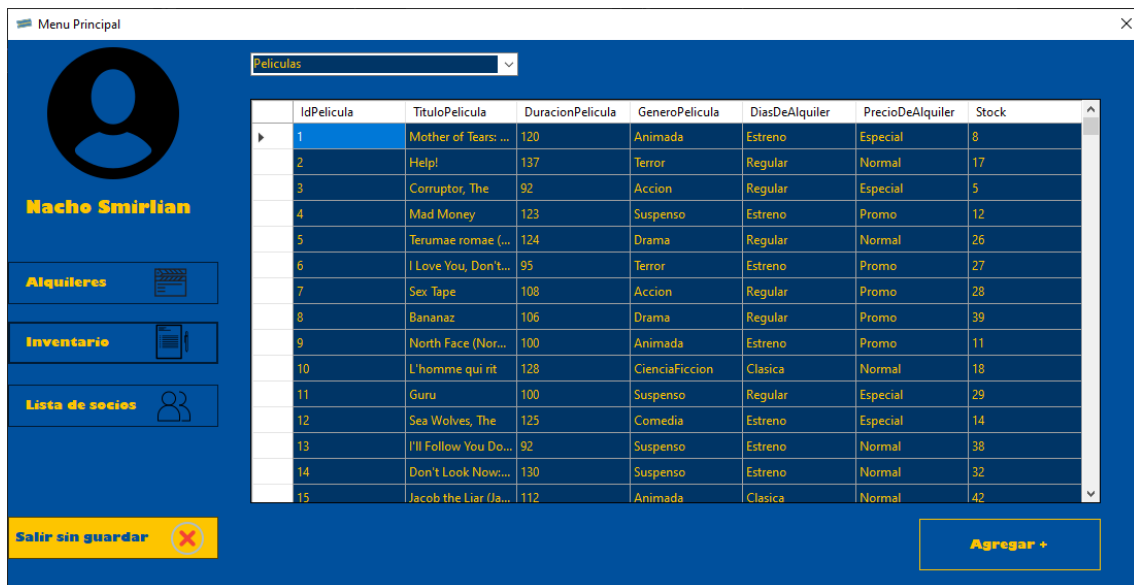 Menu Principal
Peliculas
Nacho Smirlian
Alquileres
Inventario
Lista de socios
Salir sin guardar
IdPelicula TituloPelicula DuracionPelicula GeneroPelicula DiasDeAlquiler PrecioDeAlquiler Stock
1 Mother of Tears: ... 120 Animada Estreno Especial 8
2 Help! 137 Terror Regular Normal 17
3 Corruptor, The 92 Accion Regular Especial 5
4 Mad Money 123 Suspenso Estreno Promo 12
5 Terumae romae (... 124 Drama Regular Normal 26
6 I Love You, Don't... 95 Terror Estreno Promo 27
7 Sex Tape 108 Accion Regular Promo 28
8 Bananaz 106 Drama Regular Promo 39
9 North Face (Nor... 100 Animada Estreno Promo 11
10 L'homme qui rit 128 CienciaFiccion Clasica Normal 18
11 Guru 100 Suspenso Regular Especial 29
12 Sea Wolves, The 125 Comedia Estreno Especial 14
13 I'll Follow You Do... 92 Suspenso Estreno Normal 38
14 Don't Look Now:... 130 Suspenso Estreno Normal 32
15 Jacob the Liar (Ja... 112 Animada Clasica Normal 42
Agregar +